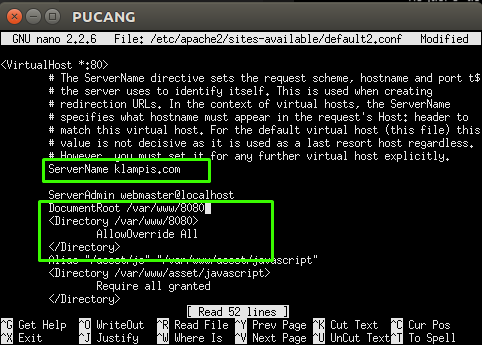 PUCANG
GNU nano 2.2.6 File: /etc/apache2/sites-available/default2.conf Modified
<VirtualHost *:80>
# The ServerName directive sets the request scheme, hostname and port t$
# the server uses to identify itself. This is used when creating
# redirection URLs. In the context of virtual hosts, the ServerName
# specifies what hostname must appear in the request's Host: header to
# match this virtual host. For the default virtual host (this file) this
# value is not decisive as it is used as a last resort host regardless.
# However, you must set it for any further virtual host explicitly.
ServerName klampis.com
ServerAdmin webmaster@localhost
DocumentRoot /var/www/8080
<Directory /var/www/8080>
AllowOverride All
</Directory>
Alias "/asset/js" "/var/www/asset/javascript"
<Directory /var/www/asset/javascript>
Require all granted
</Directory>
[ Read 52 lines ]
^G Get Help ^O WriteOut ^R Read File ^Y Prev Page ^K Cut Text ^C Cur Pos
^X Exit ^J Justify ^W Where Is ^V Next Page ^U UnCut Text ^T To Spell